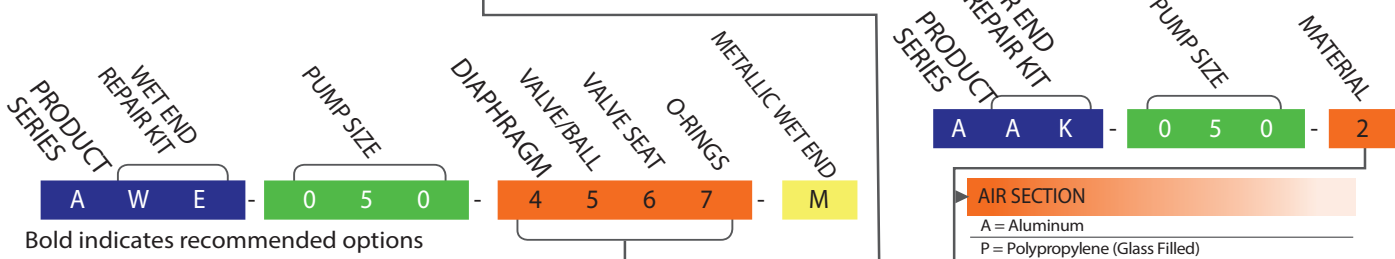 PRODUCT
SERIES
WET END
REPAIR KIT
PUMP SIZE
DIAPHRAGM
VALVE/BALL
VALVE SEAT
O-RINGS
METALLIC WET END
A W E - 0 5 0 - 4 5 6 7 - M
Bold indicates recommended options
PRODUCT
SERIES
END
REPAIR KIT
PUMP SIZE
MATERIAL
A A K - 0 5 0 - 2
AIR SECTION
A = Aluminum
P = Polypropylene (Glass Filled)